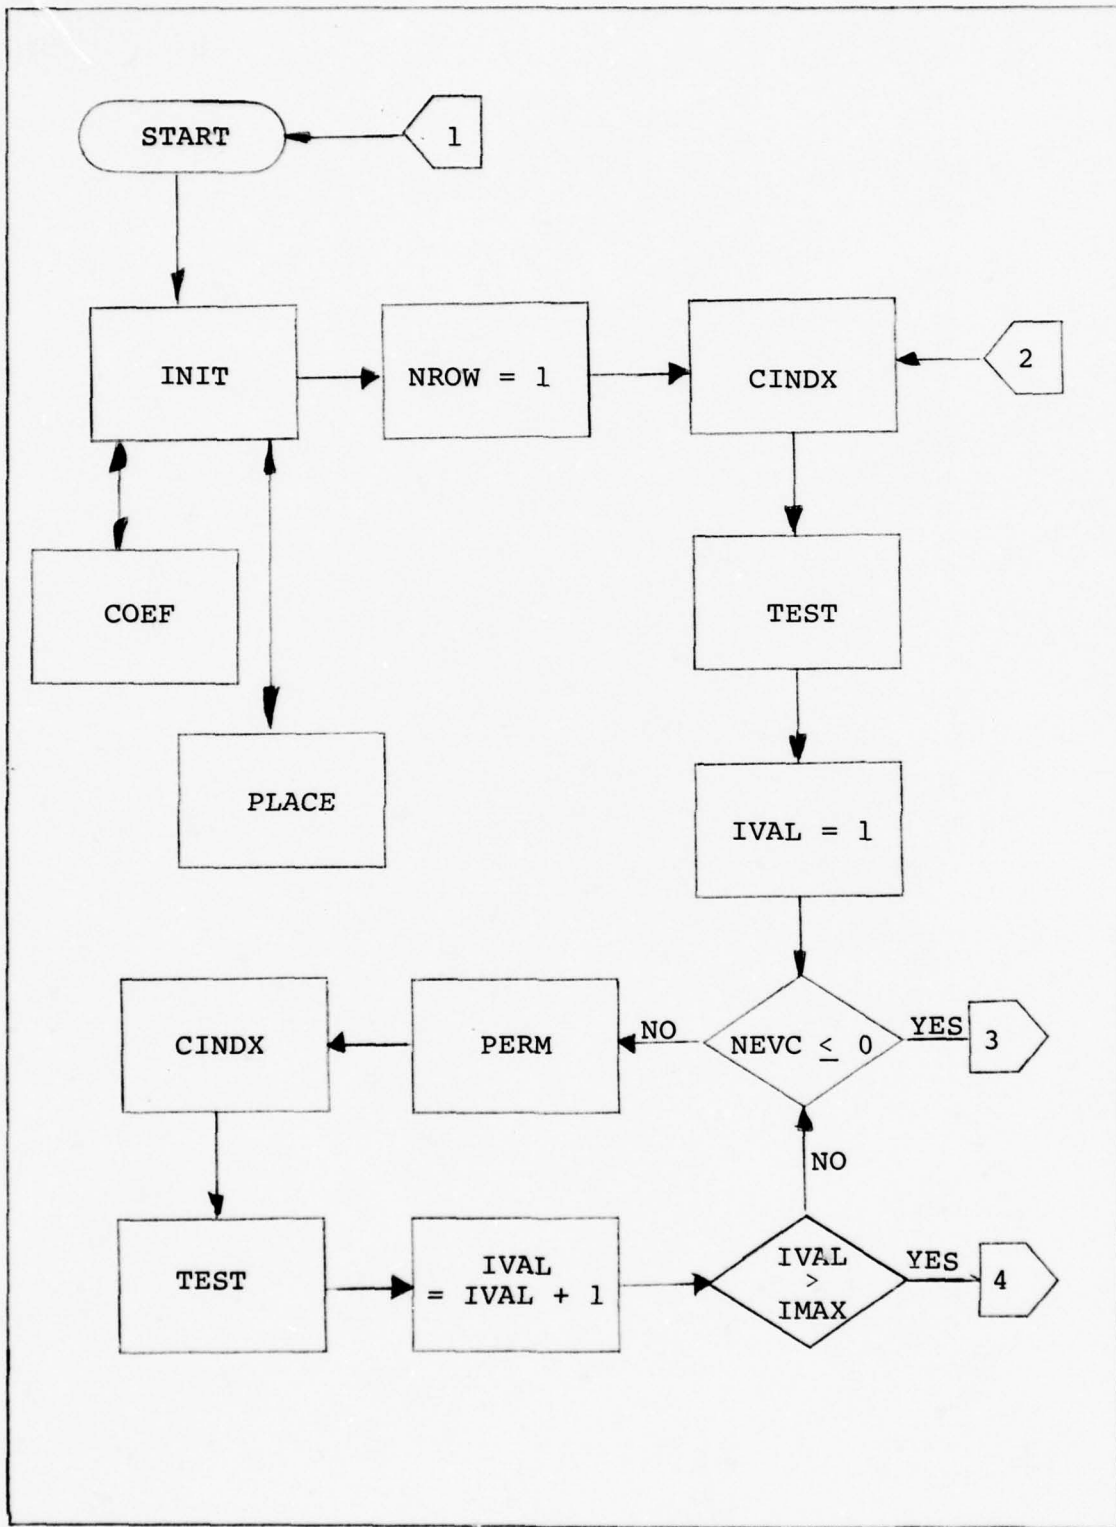 START
1
INIT
NROW = 1
CINDX
2
COEF
TEST
PLACE
IVAL = 1
CINDX
PERM
NO
NEVC ≤ 0
YES
3
NO
TEST
IVAL
= IVAL + 1
IVAL
>
IMAX
YES
4